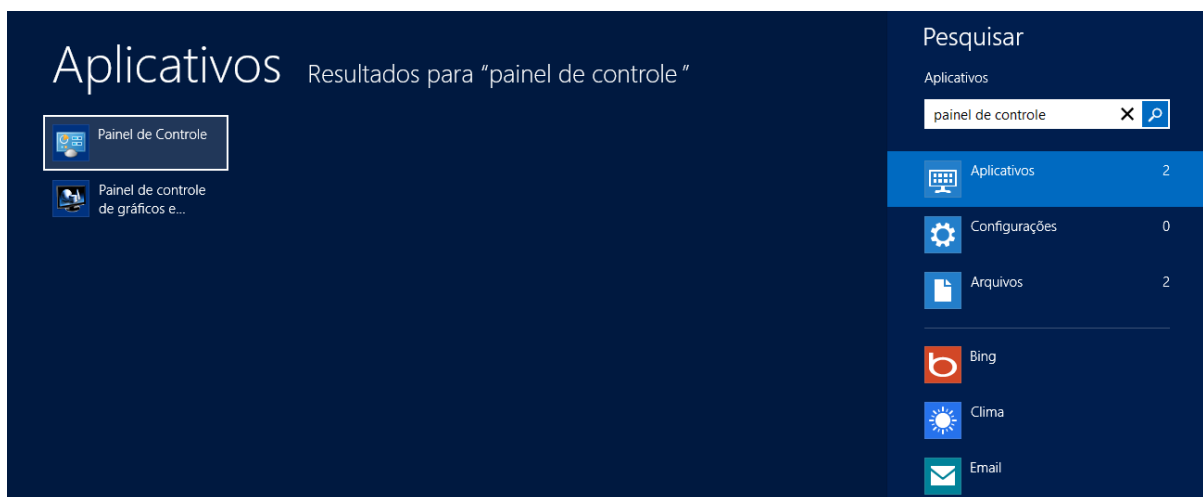 Aplicativos Resultados para “painel de controle”
Painel de Controle
Painel de controle
de gráficos e...
Pesquisar
Aplicativos
painel de controle
Aplicativos 2
Configurações 0
Arquivos 2
Bing
Clima
Email